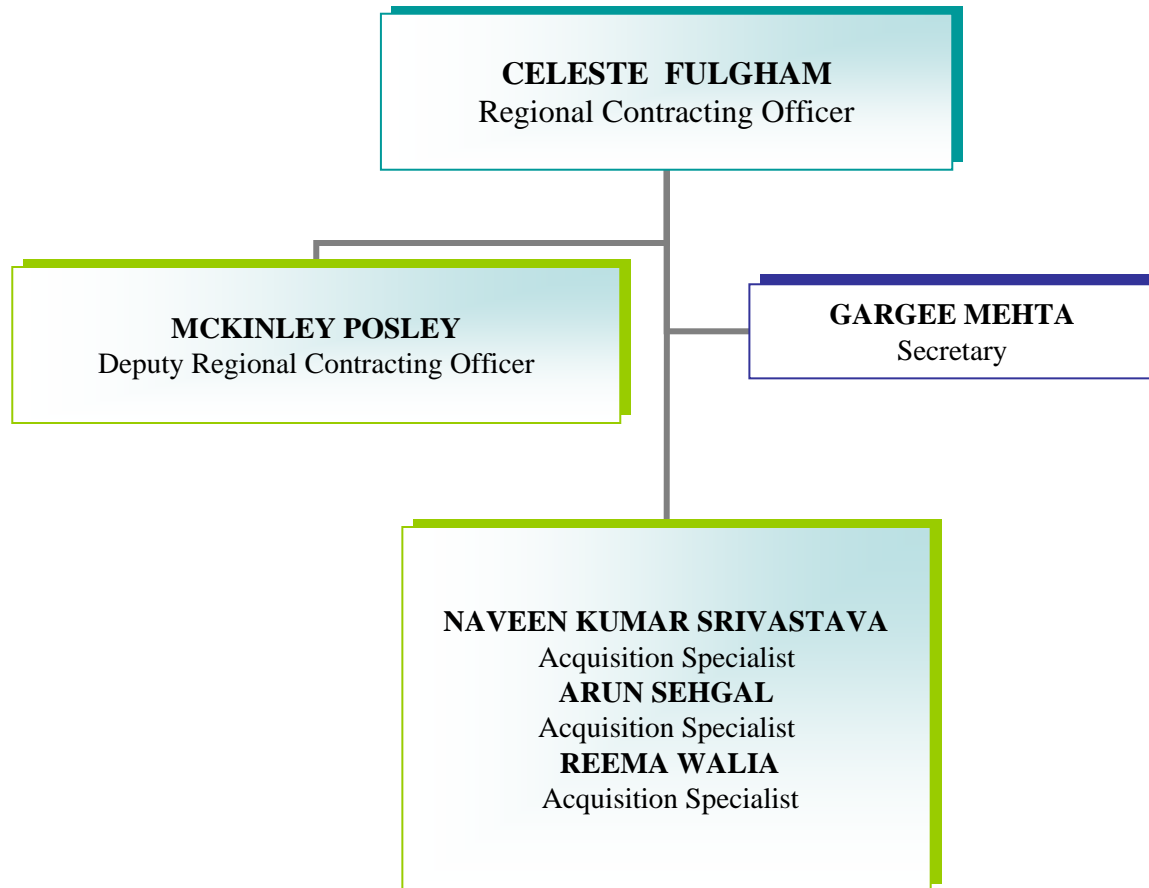 CELESTE  FULGHAM
Regional Contracting Officer
MCKINLEY POSLEY
Deputy Regional Contracting Officer
GARGEE MEHTA
Secretary
NAVEEN KUMAR SRIVASTAVA
Acquisition Specialist
ARUN SEHGAL
Acquisition Specialist
REEMA WALIA
Acquisition Specialist